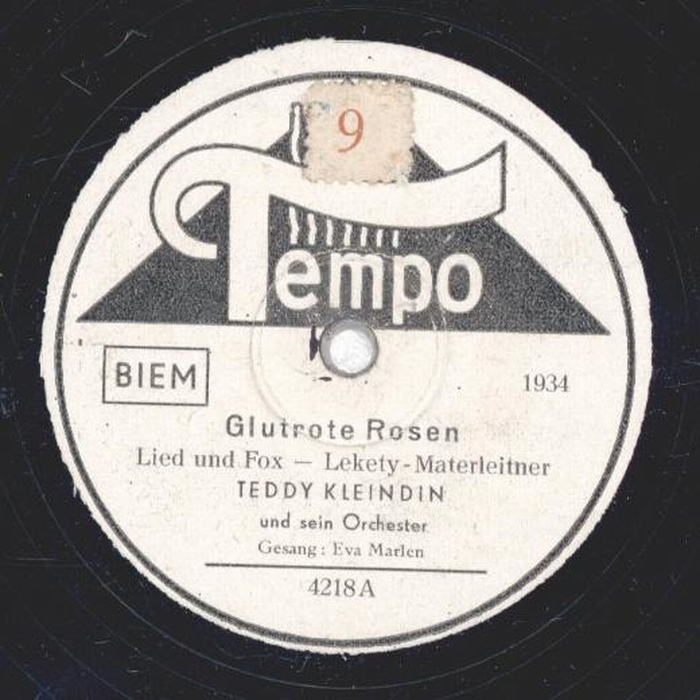 9
Tempo
BIEM
1934
Glutrote Rosen
Lied und Fox — Lekety-Materleitner
TEDDY KLEINDIN
und sein Orchester
Gesang: Eva Marlen
4218 A